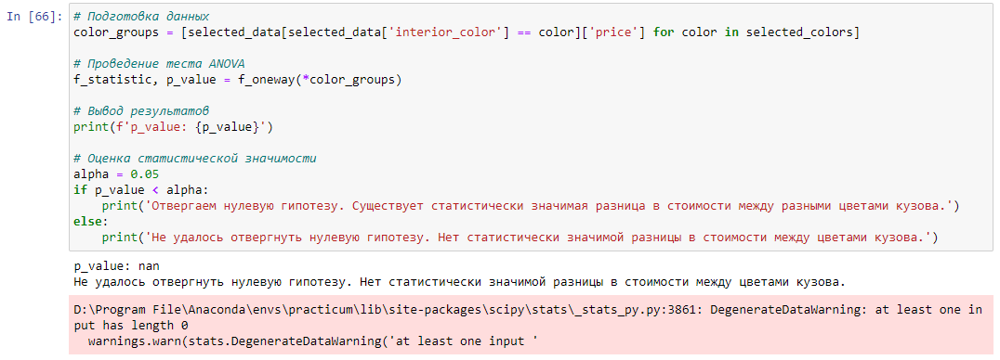 In [66]:
# Подготовка данных
color_groups = [selected_data[selected_data['interior_color'] == color]['price'] for color in selected_colors]
# Проведение теста ANOVA
f_statistic, p_value = f_oneway(*color_groups)
# Вывод результатов
print(f'p_value: {p_value}')
# Оценка статистической значимости
alpha = 0.05
if p_value < alpha:
    print('Отвергаем нулевую гипотезу. Существует статистически значимая разница в стоимости между разными цветами кузова.')
else:
    print('Не удалось отвергнуть нулевую гипотезу. Нет статистически значимой разницы в стоимости между цветами кузова.')
p_value: nan
Не удалось отвергнуть нулевую гипотезу. Нет статистически значимой разницы в стоимости между цветами кузова.
D:\Program File\Anaconda\envs\practicum\lib\site-packages\scipy\stats\_stats_py.py:3861: DegenerateDataWarning: at least one in
put has length 0
  warnings.warn(stats.DegenerateDataWarning('at least one input '